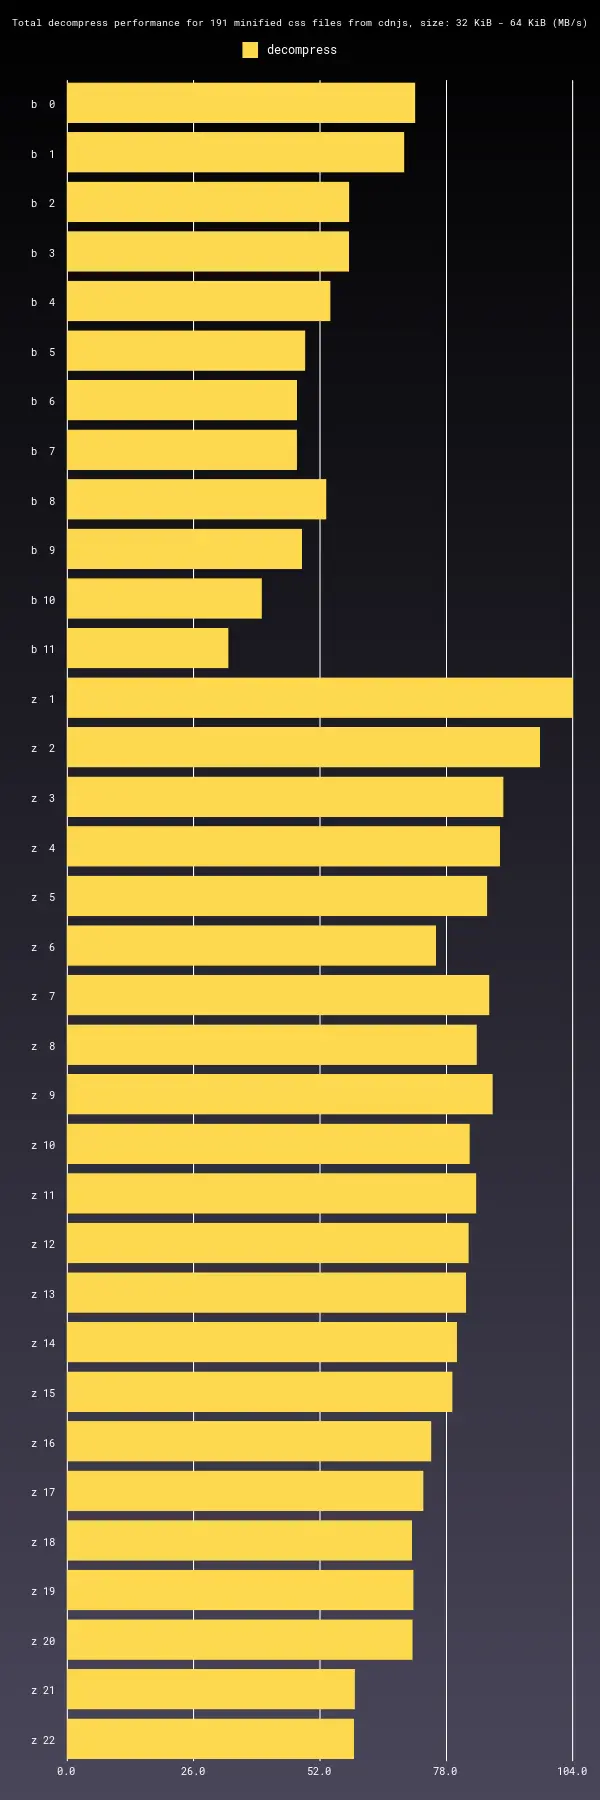 Total decompress performance for 191 minified css files from cdnjs, size: 32 KiB - 64 KiB (MB/s)
decompress
b 0
b 1
b 2
b 3
b 4
b 5
b 6
b 7
b 8
b 9
b 10
b 11
z 1
z 2
z 3
z 4
z 5
z 6
z 7
z 8
z 9
z 10
z 11
z 12
z 13
z 14
z 15
z 16
z 17
z 18
z 19
z 20
z 21
z 22
0.0 26.0 52.0 78.0 104.0